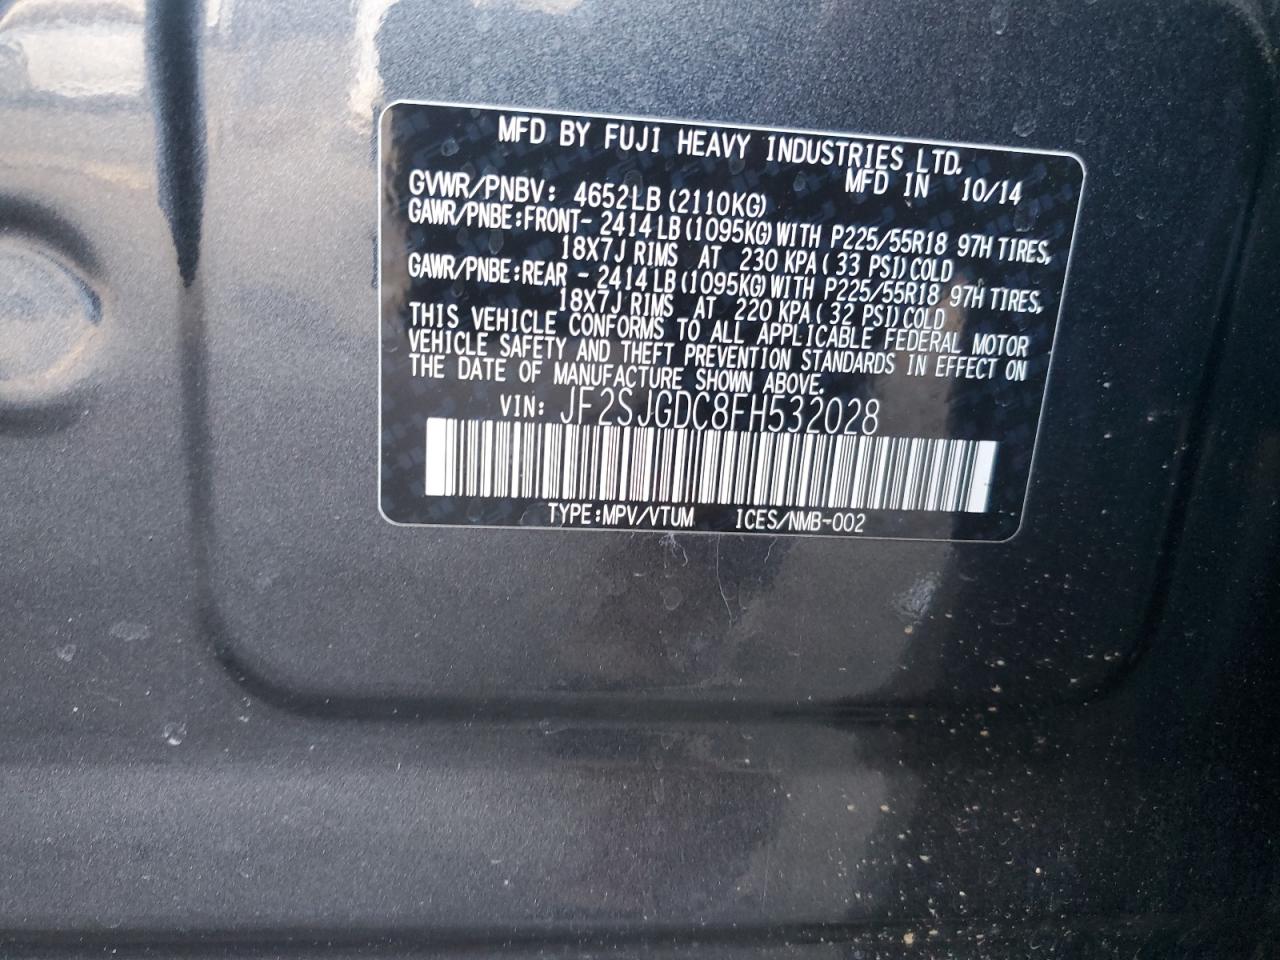 MFD BY FUJI HEAVY INDUSTRIES LTD.
MFD IN 10/14
GVWR/PNBV: 4652LB(2110KG)
GAWR/PNBE:FRONT- 2414LB(1095KG)WITH P225/55R18 97H TIRES,
18X7J RIMS AT 230 KPA(33 PSI)COLD
GAWR/PNBE:REAR - 2414LB(1095KG)WITH P225/55R18 97H TIRES,
18X7J RIMS AT 220 KPA(32 PSI)COLD
THIS VEHICLE CONFORMS TO ALL APPLICABLE FEDERAL MOTOR
VEHICLE SAFETY AND THEFT PREVENTION STANDARDS IN EFFECT ON
THE DATE OF MANUFACTURE SHOWN ABOVE.
VIN: JF2SJGDC8FH532028
TYPE:MPV/VTUM ICES/NMB-002